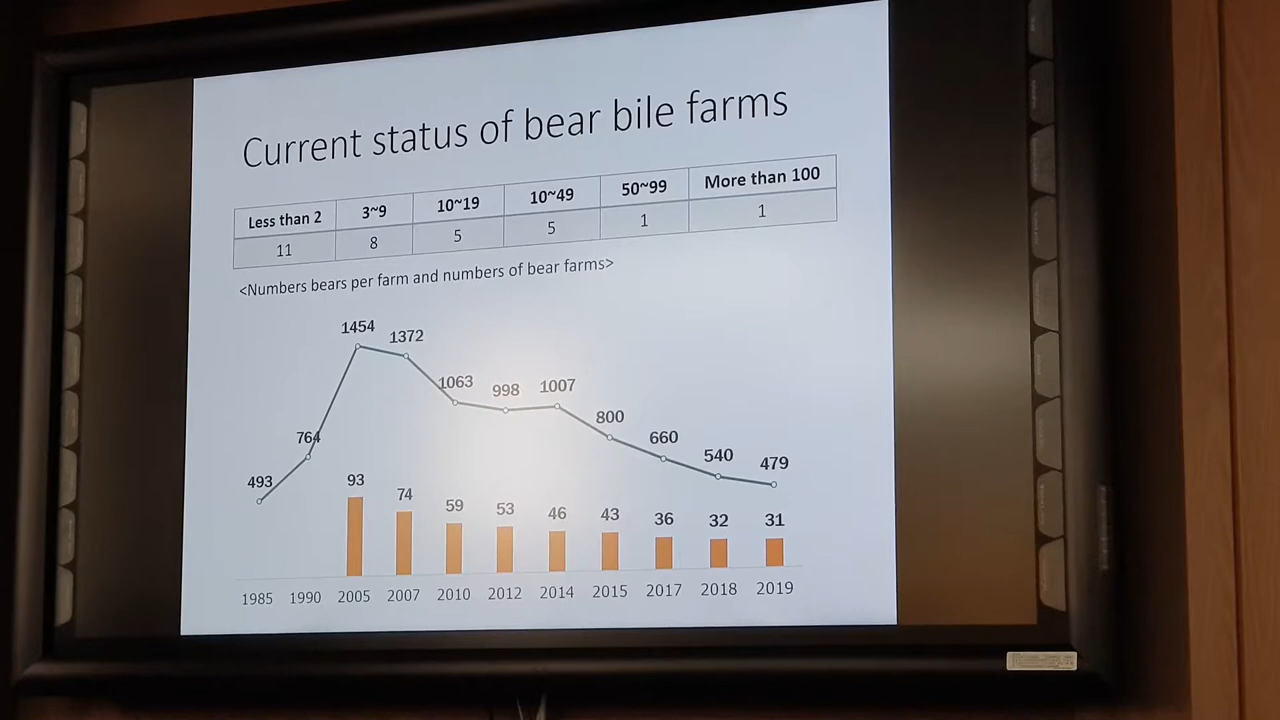 Current status of bear bile farms
Less than 2 3~9 10~19 10~49 50~99 More than 100
11 8 5 5 1 1
<Numbers bears per farm and numbers of bear farms>
1454
1372
1063 998 1007
764 800
660
493 540 479
93
74
59 53 46 43 36 32 31
1985 1990 2005 2007 2010 2012 2014 2015 2017 2018 2019